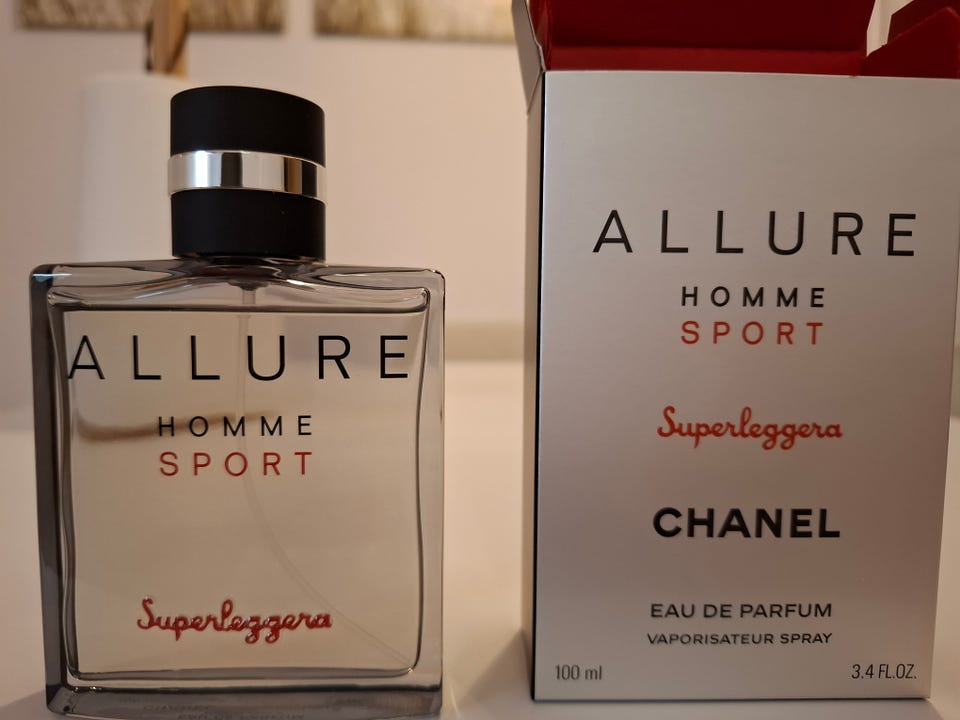 ALLURE
HOMME
SPORT
Superleggera
ALLURE
HOMME
SPORT
Superleggera
CHANEL
EAU DE PARFUM
VAPORISATEUR SPRAY
100 ml 3.4 FL.OZ.